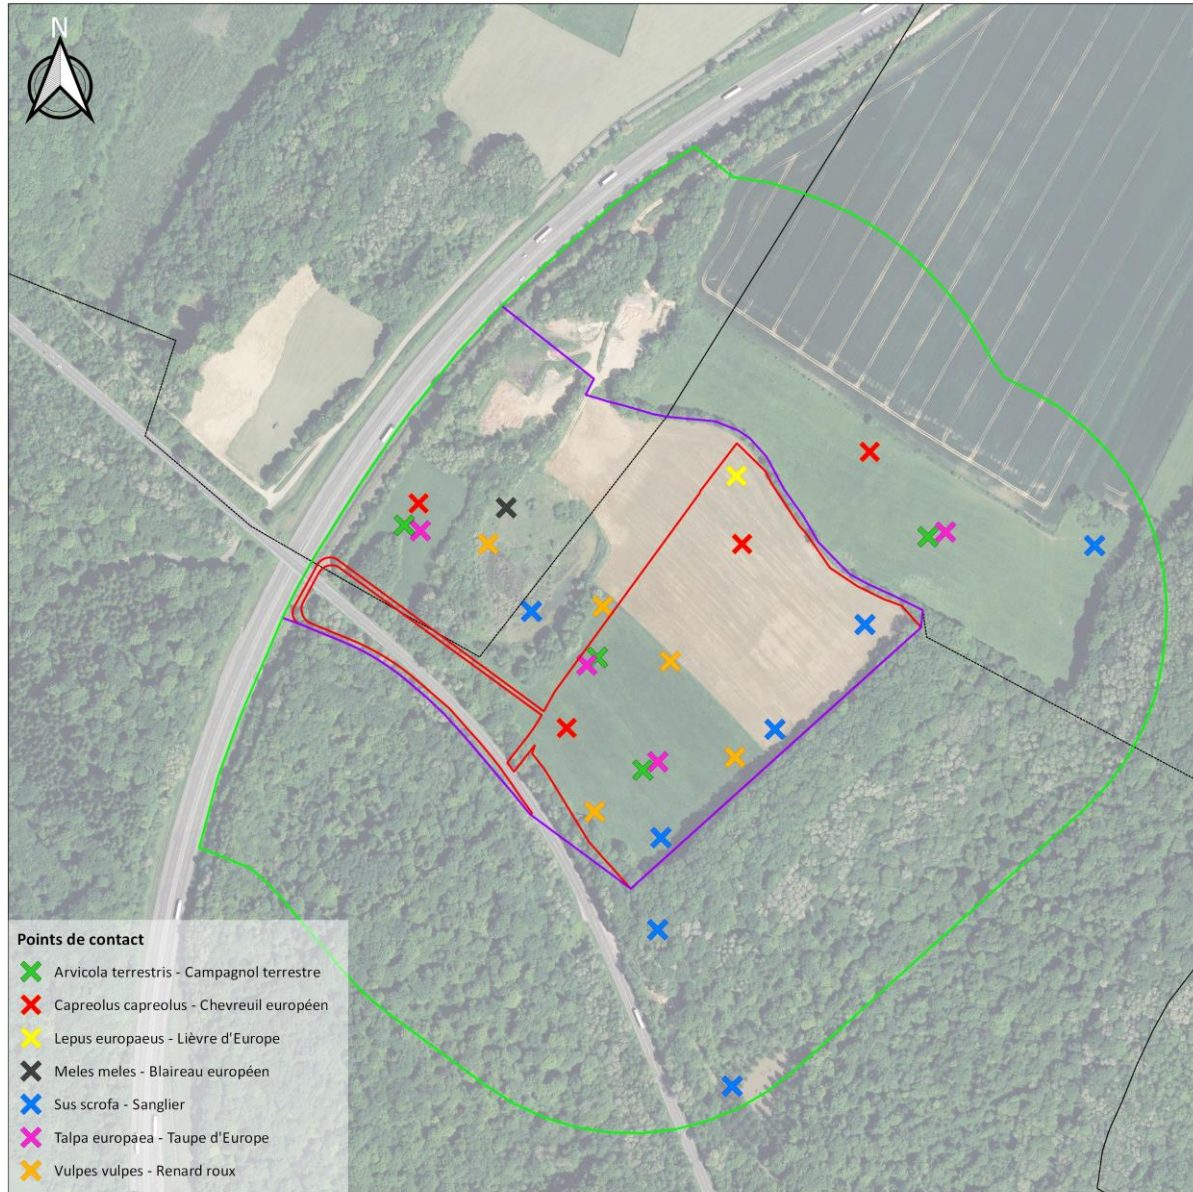 N
Points de contact
Arvicola terrestris - Campagnol terrestre
Capreolus capreolus - Chevreuil européen
Lepus europaeus - Lièvre d'Europe
Meles meles - Blaireau européen
Sus scrofa - Sanglier
Talpa europaea - Taupe d'Europe
Vulpes vulpes - Renard roux